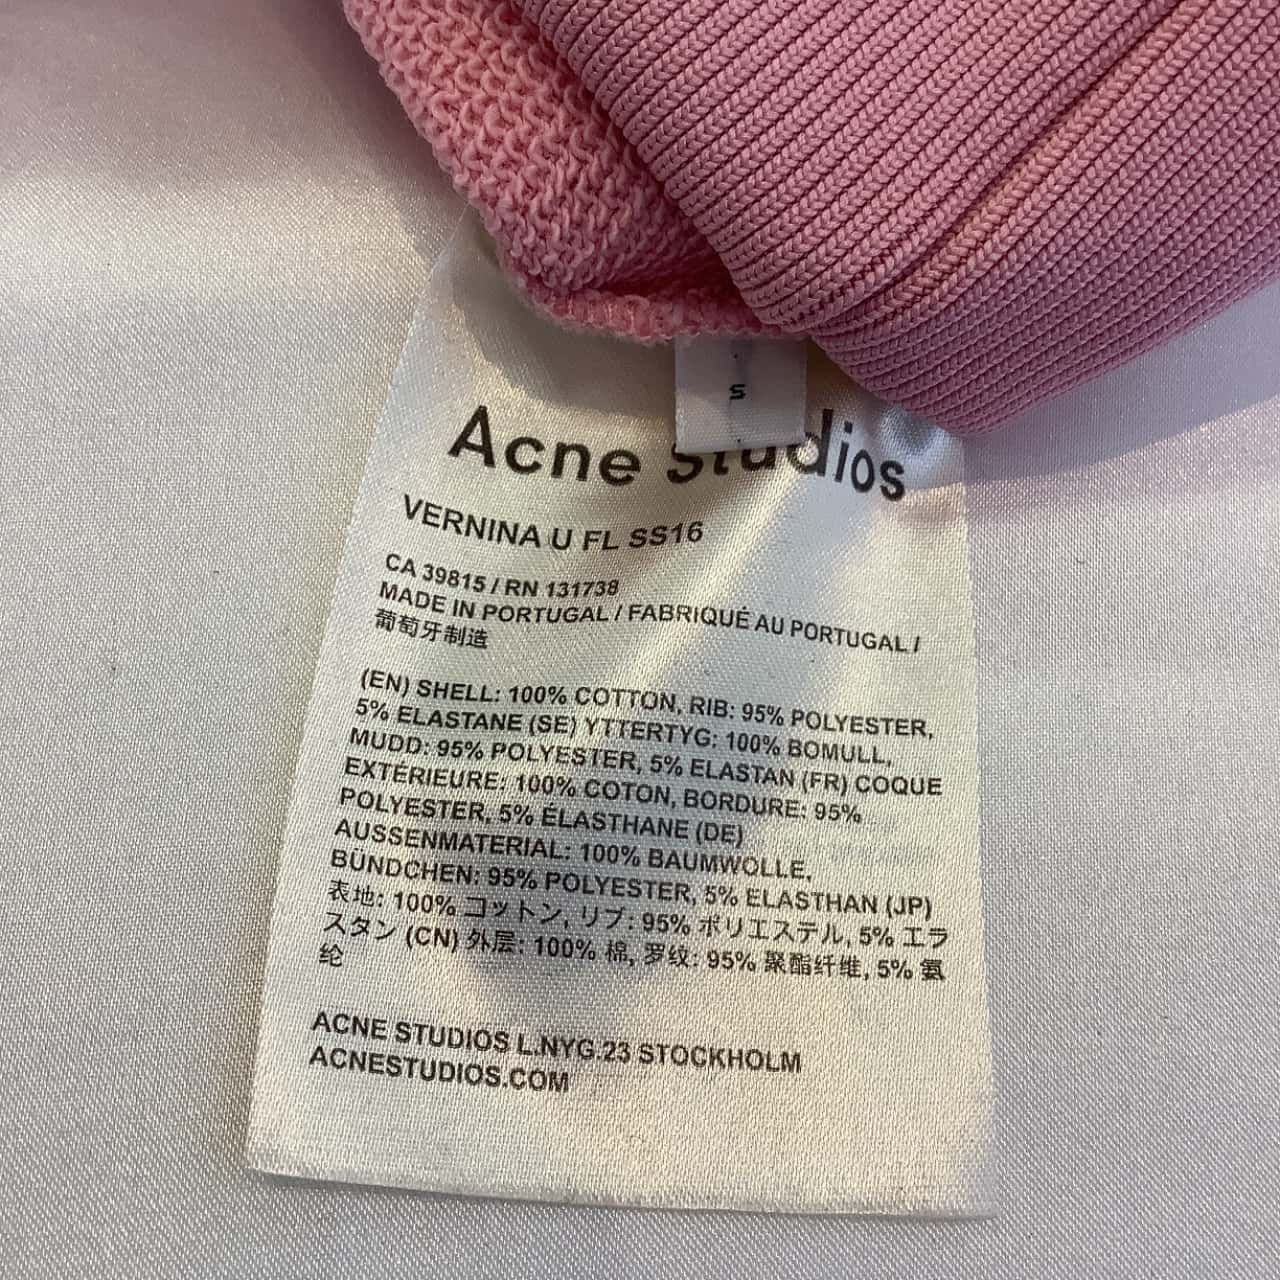 S
Acne Studios
VERNINA U FL SS16
CA 39815 / RN 131738
MADE IN PORTUGAL / FABRIQUÉ AU PORTUGAL /
葡萄牙制造
(EN) SHELL: 100% COTTON, RIB: 95% POLYESTER,
5% ELASTANE (SE) YTTERTYG: 100% BOMULL,
MUDD: 95% POLYESTER, 5% ELASTAN (FR) COQUE
EXTÉRIEURE: 100% COTON, BORDURE: 95%
POLYESTER, 5% ÉLASTHANE (DE)
AUSSENMATERIAL: 100% BAUMWOLLE,
BÜNDCHEN: 95% POLYESTER, 5% ELASTHAN (JP)
表地: 100% コットン, リブ: 95% ポリエステル, 5% エラ
スタン (CN) 外层: 100% 棉, 罗纹: 95% 聚酯纤维, 5% 氨
纶
ACNE STUDIOS L.NYG.23 STOCKHOLM
ACNESTUDIOS.COM